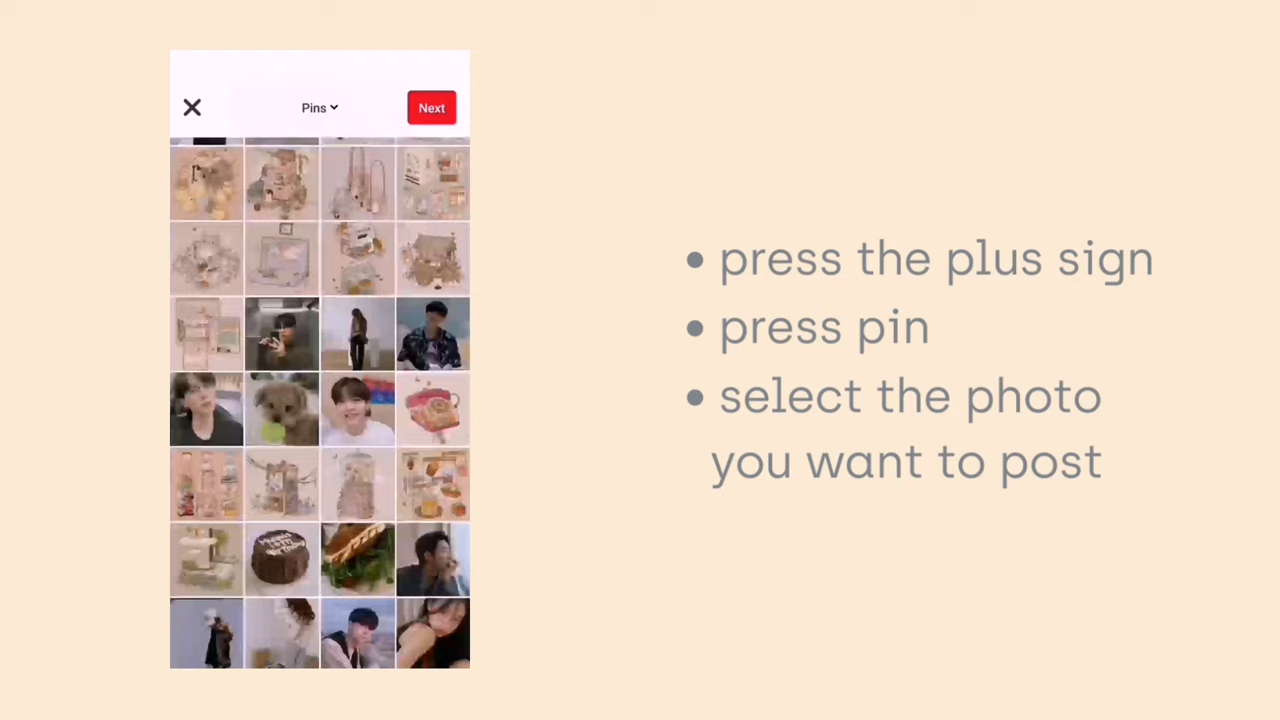 Pins
Next
• press the plus sign
• press pin
• select the photo
you want to post